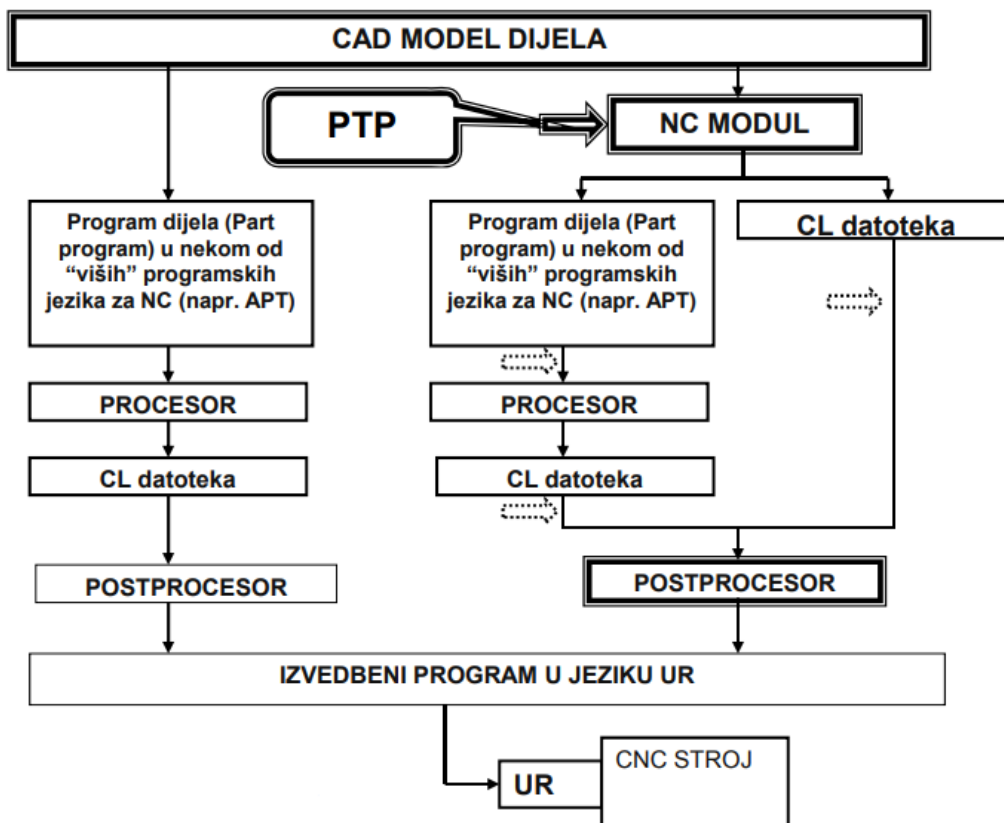 CAD MODEL DIJELA
PTP
NC MODUL
Program dijela (Part
program) u nekom od
“viših” programskih
jezika za NC (napr. APT)
Program dijela (Part
program) u nekom od
“viših” programskih
jezika za NC (napr. APT)
CL datoteka
PROCESOR
PROCESOR
CL datoteka
CL datoteka
POSTPROCESOR
POSTPROCESOR
IZVEDBENI PROGRAM U JEZIKU UR
UR
CNC STROJ